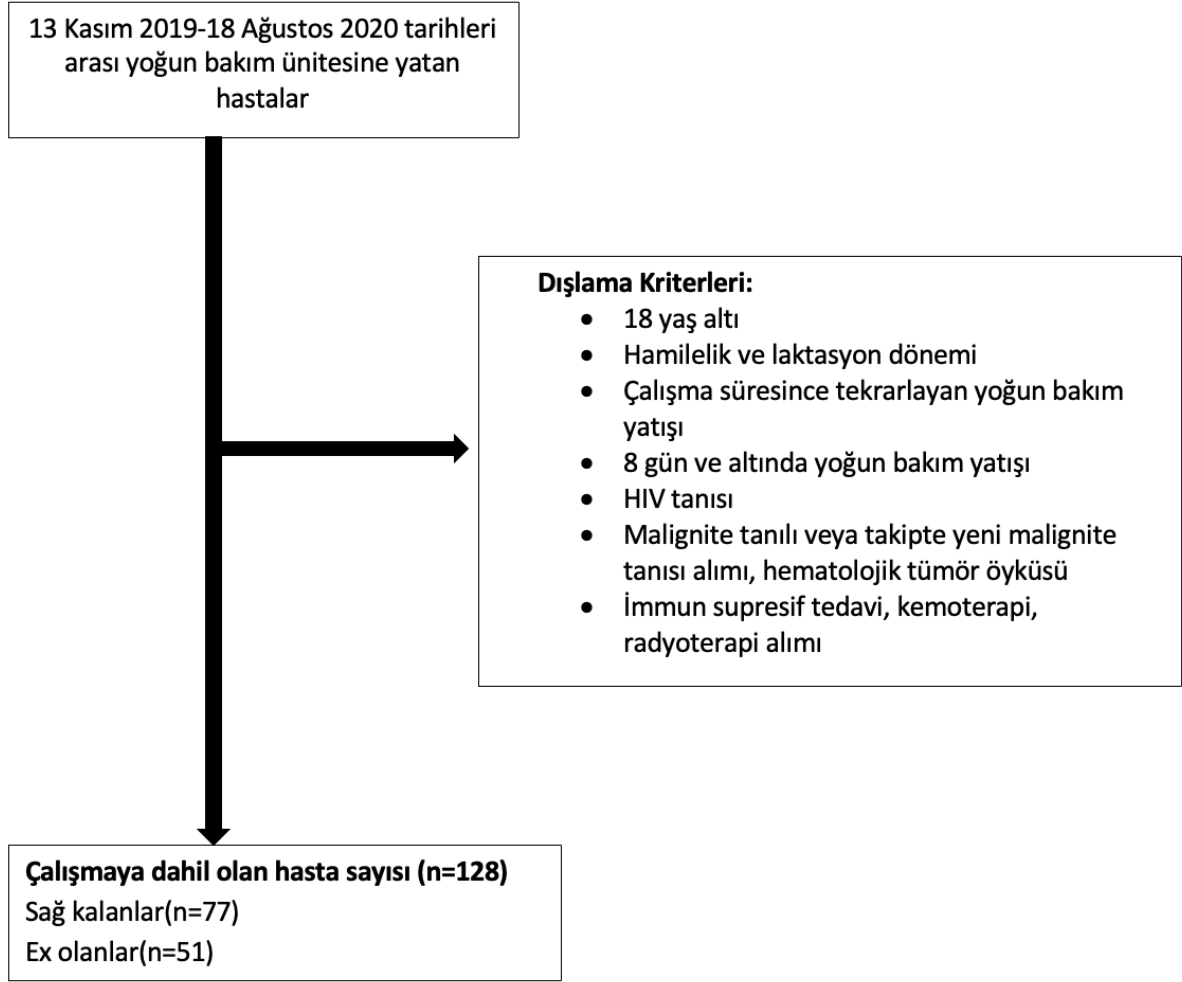 13 Kasım 2019-18 Ağustos 2020 tarihleri
arası yoğun bakım ünitesine yatan
hastalar
Dışlama Kriterleri:
• 18 yaş altı
• Hamilelik ve laktasyon dönemi
• Çalışma süresince tekrarlayan yoğun bakım
yatışı
• 8 gün ve altında yoğun bakım yatışı
• HIV tanısı
• Malignite tanılı veya takipte yeni malignite
tanısı alımı, hematolojik tümör öyküsü
• İmmun supresif tedavi, kemoterapi,
radyoterapi alımı
Çalışmaya dahil olan hasta sayısı (n=128)
Sağ kalanlar(n=77)
Ex olanlar(n=51)